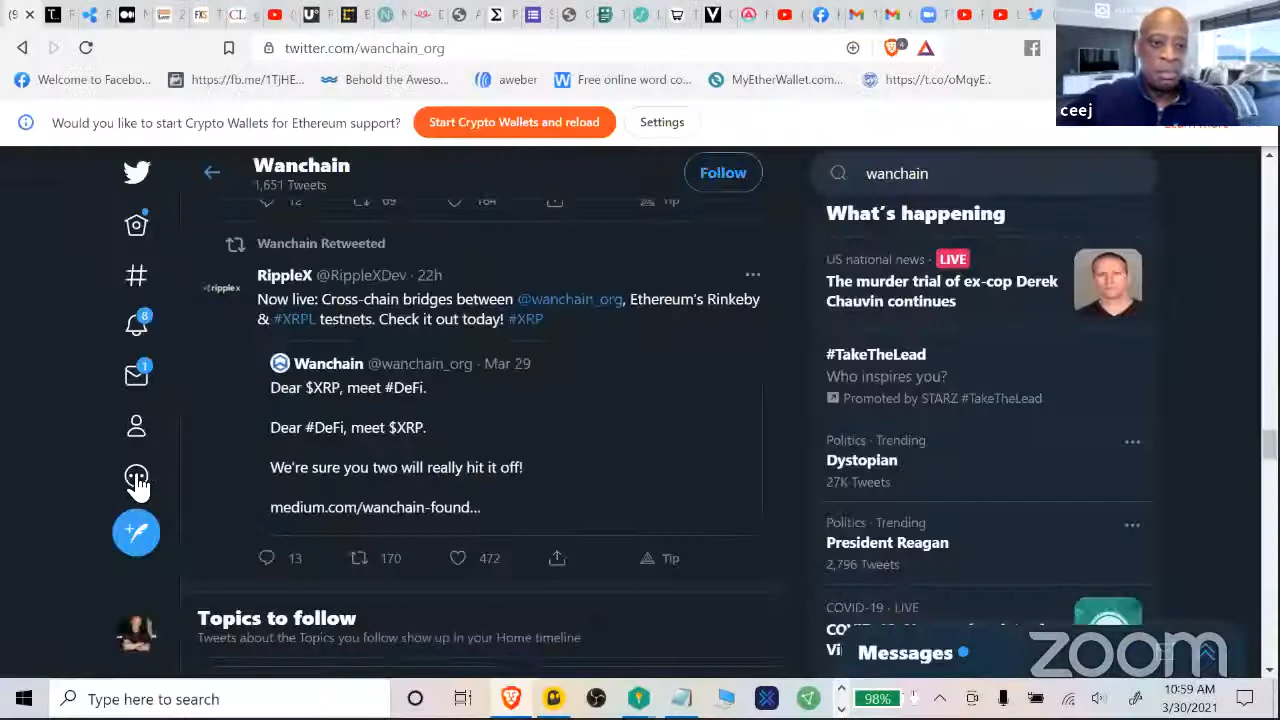 twitter.com/wanchain_org
4
Welcome to Facebo...
https://fb.me/1TjHE...
Behold the Aweso...
aweber
Free online word co...
MyEtherWallet.com...
https://t.co/oMqyE..
ceej
Would you like to start Crypto Wallets for Ethereum support?
Start Crypto Wallets and reload
Settings
Wanchain
1,651 Tweets
Follow
wanchain
12
69
164
Tip
Wanchain Retweeted
RippleX @RippleXDev · 22h
ripplex
Now live: Cross-chain bridges between @wanchain_org, Ethereum's Rinkeby
& #XRPL testnets. Check it out today! #XRP
Wanchain @wanchain_org · Mar 29
Dear $XRP, meet #DeFi.
Dear #DeFi, meet $XRP.
We're sure you two will really hit it off!
medium.com/wanchain-found...
13
170
472
Tip
Topics to follow
Tweets about the Topics you follow show up in your Home timeline
8
1
What's happening
US national news · LIVE
The murder trial of ex-cop Derek
Chauvin continues
#TakeTheLead
Who inspires you?
Promoted by STARZ #TakeTheLead
Politics · Trending
Dystopian
27K Tweets
Politics · Trending
President Reagan
2,796 Tweets
COVID-19 · LIVE
Messages
zoom
Type here to search
98%
10:59 AM
3/30/2021